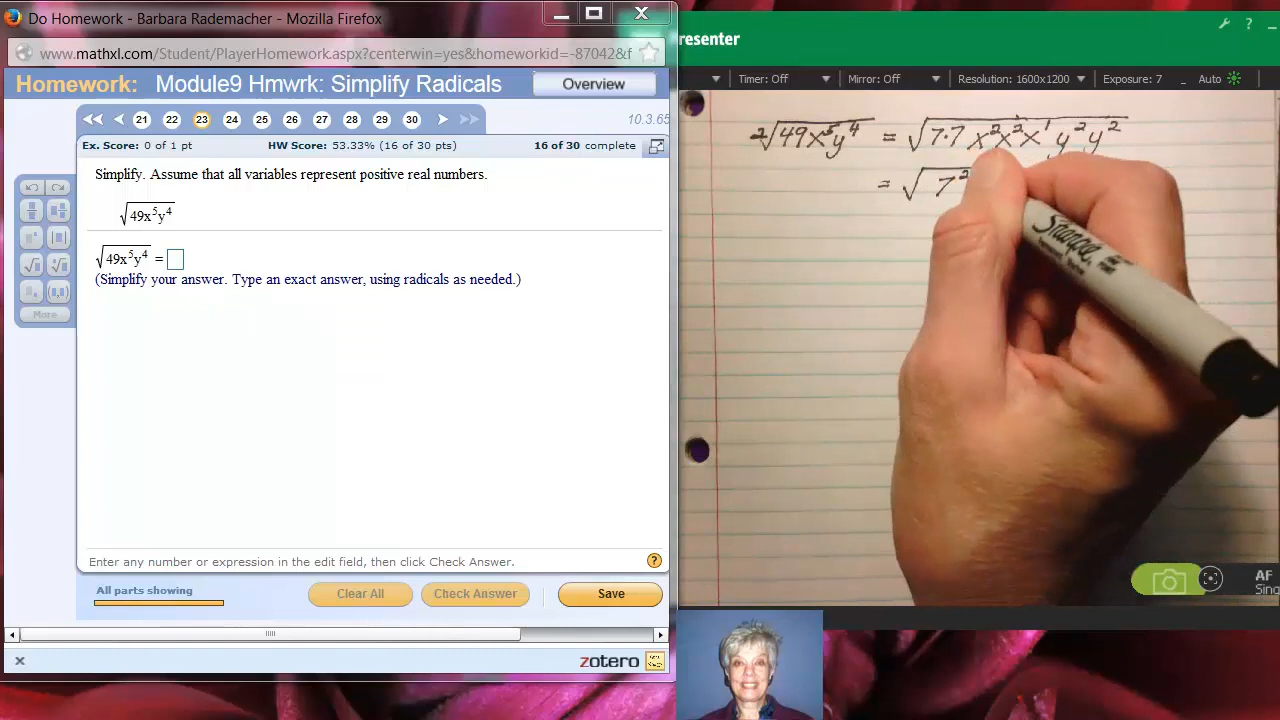 Do Homework - Barbara Rademacher - Mozilla Firefox
www.mathxl.com/Student/PlayerHomework.aspx?centerwin=yes&homeworkid=-87042&f
Homework: Module9 Hmwrk: Simplify Radicals
Overview
21 22 23 24 25 26 27 28 29 30
10.3.65
Ex. Score: 0 of 1 pt
HW Score: 53.33% (16 of 30 pts)
16 of 30 complete
Simplify. Assume that all variables represent positive real numbers.
√49x⁵y⁴
√49x⁵y⁴ =
(Simplify your answer. Type an exact answer, using radicals as needed.)
More
Enter any number or expression in the edit field, then click Check Answer.
?
All parts showing
Clear All
Check Answer
Save
zotero
resenter
?
Timer: Off
Mirror: Off
Resolution: 1600x1200
Exposure: 7
Auto
²√49x⁵y⁴ = √7·7 x²x²x¹y²y²
= √7²
Sharpie
AF
Sing